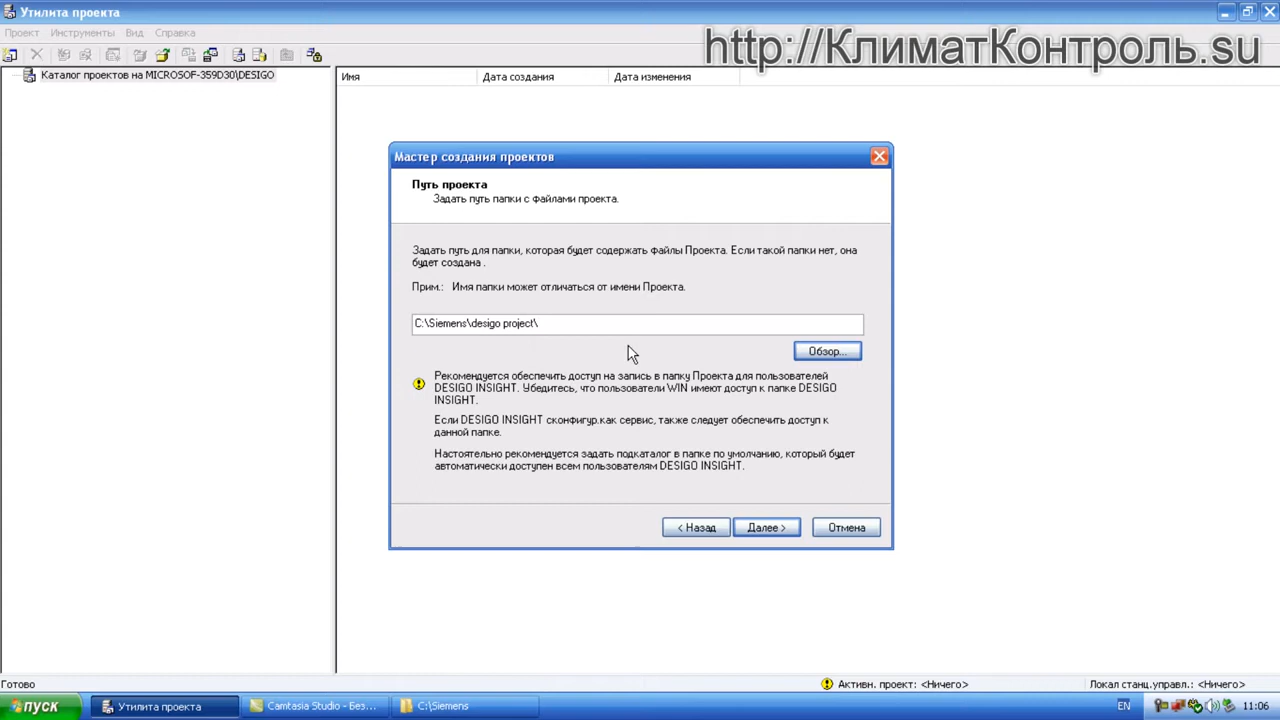 Утилита проекта
http://КлиматКонтроль.su
Проект Инструменты Вид Справка
Каталог проектов на MICROSOF-359D30\DESIGO
Имя Дата создания Дата изменения
Мастер создания проектов
Путь проекта
Задать путь папки с файлами проекта.
Задать путь для папки, которая будет содержать файлы Проекта. Если такой папки нет, она
будет создана .
Прим.: Имя папки может отличаться от имени Проекта.
C:\Siemens\desigo project\
Обзор...
Рекомендуется обеспечить доступ на запись в папку Проекта для пользователей
DESIGO INSIGHT. Убедитесь, что пользователи WIN имеют доступ к папке DESIGO
INSIGHT.
Если DESIGO INSIGHT сконфигур.как сервис, также следует обеспечить доступ к
данной папке.
Настоятельно рекомендуется задать подкаталог в папке по умолчанию, который будет
автоматически доступен всем пользователям DESIGO INSIGHT.
< Назад Далее > Отмена
Готово Активн. проект: <Ничего> Локал станц.управл.: <Ничего>
пуск Утилита проекта Camtasia Studio - Без... C:\Siemens EN 11:06